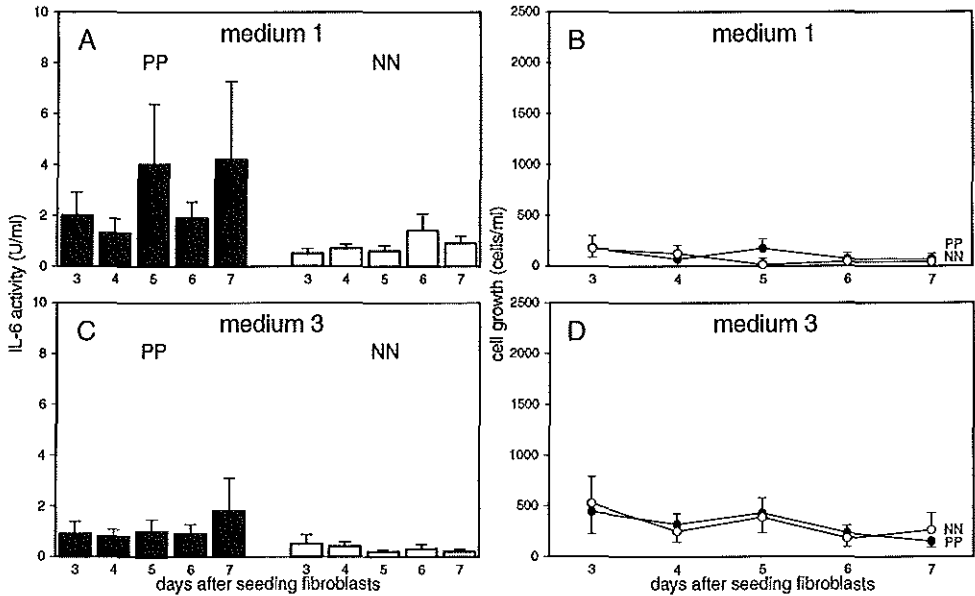 A medium 1
PP NN
10
8
6
4
2
0
3 4 5 6 7 3 4 5 6 7
IL-6 activity (U/ml)
B medium 1
2500
2000
1500
1000
500
0
PP
NN
3 4 5 6 7
cell growth (cells/ml)
C medium 3
PP NN
10
8
6
4
2
0
3 4 5 6 7 3 4 5 6 7
days after seeding fibroblasts
D medium 3
2500
2000
1500
1000
500
0
NN
PP
3 4 5 6 7
days after seeding fibroblasts